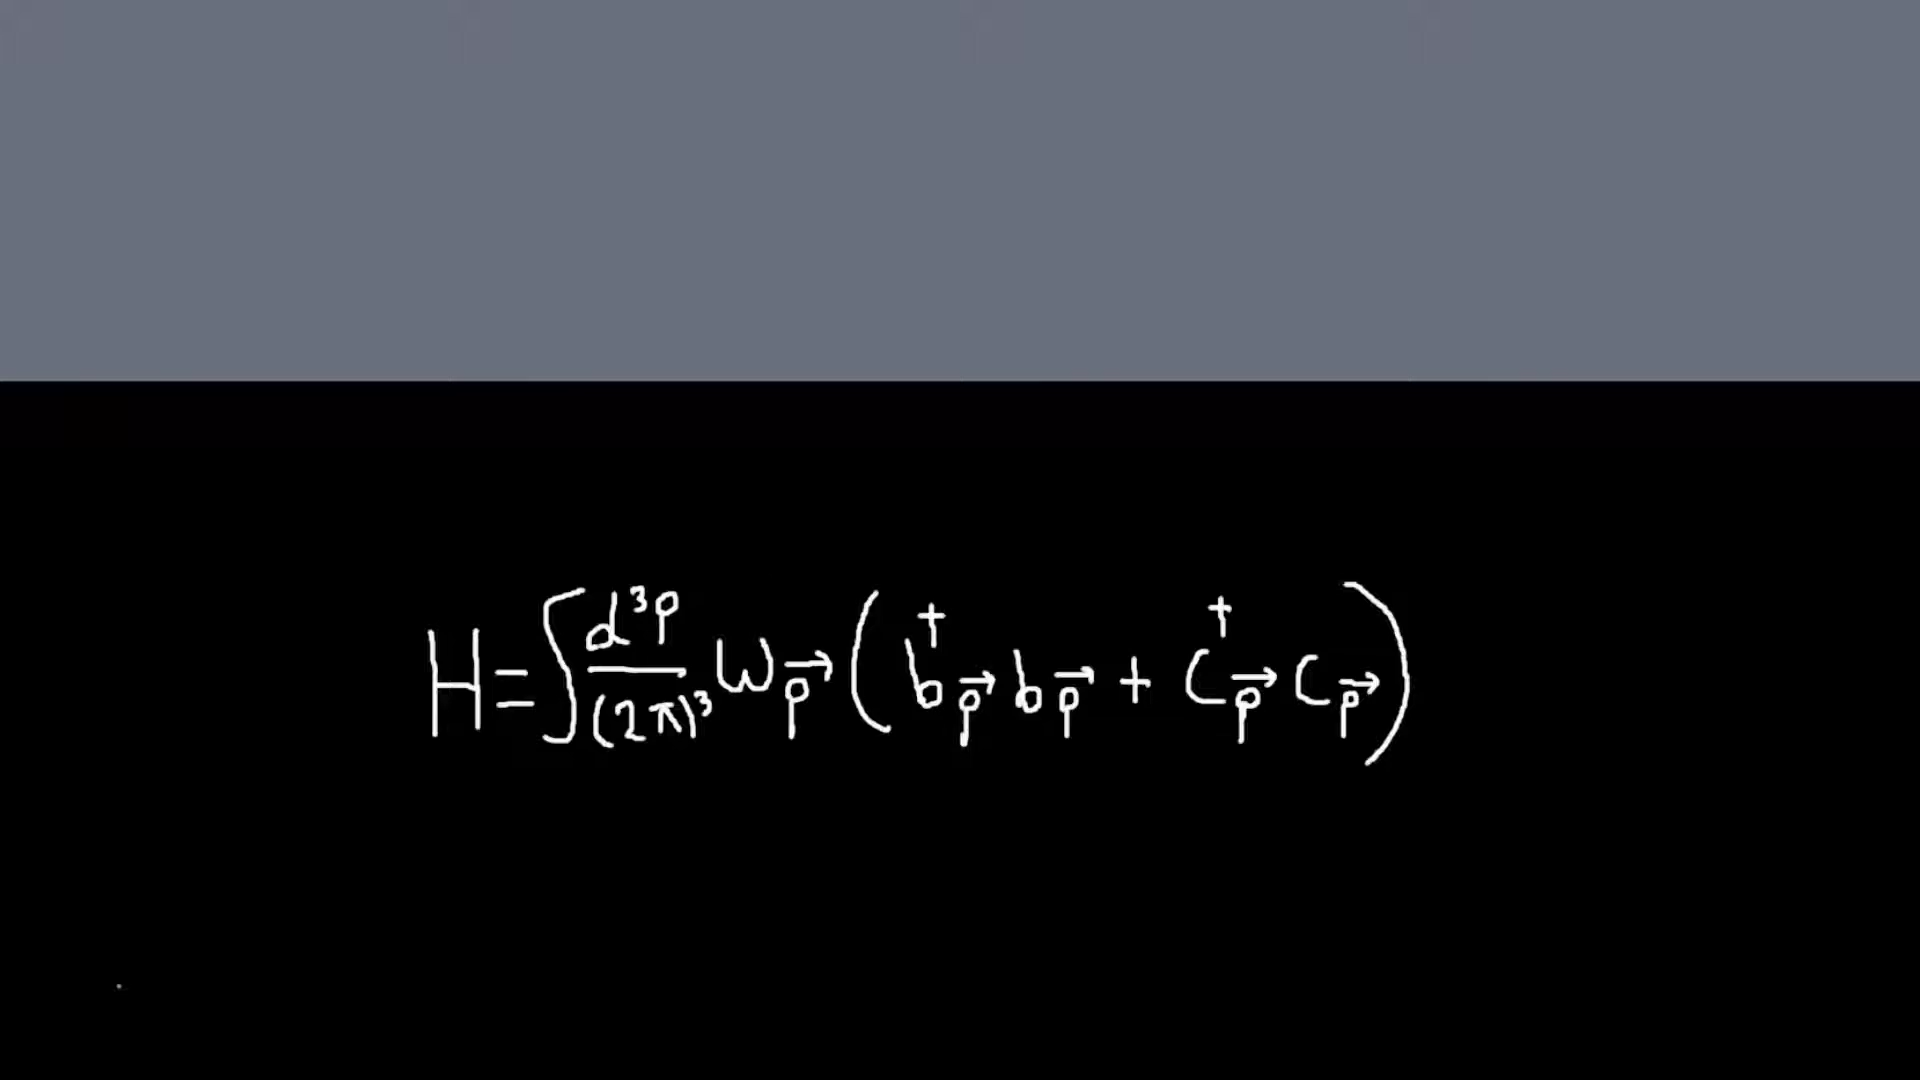 H = ∫ d³p/(2π)³ ω_p⃗ ( b†_p⃗ b_p⃗ + c†_p⃗ c_p⃗ )